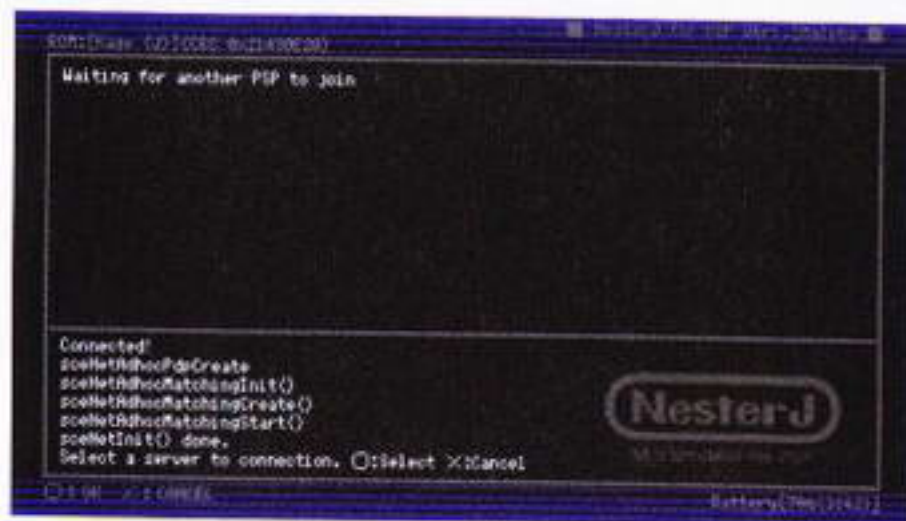 Waiting for another PSP to join
Connected!
sceNetAdhocPdpCreate
sceNetAdhocMatchingInit()
sceNetAdhocMatchingCreate()
sceNetAdhocMatchingStart()
sceNetInit() done.
Select a server to connection. ○:Select ✕:Cancel
NesterJ